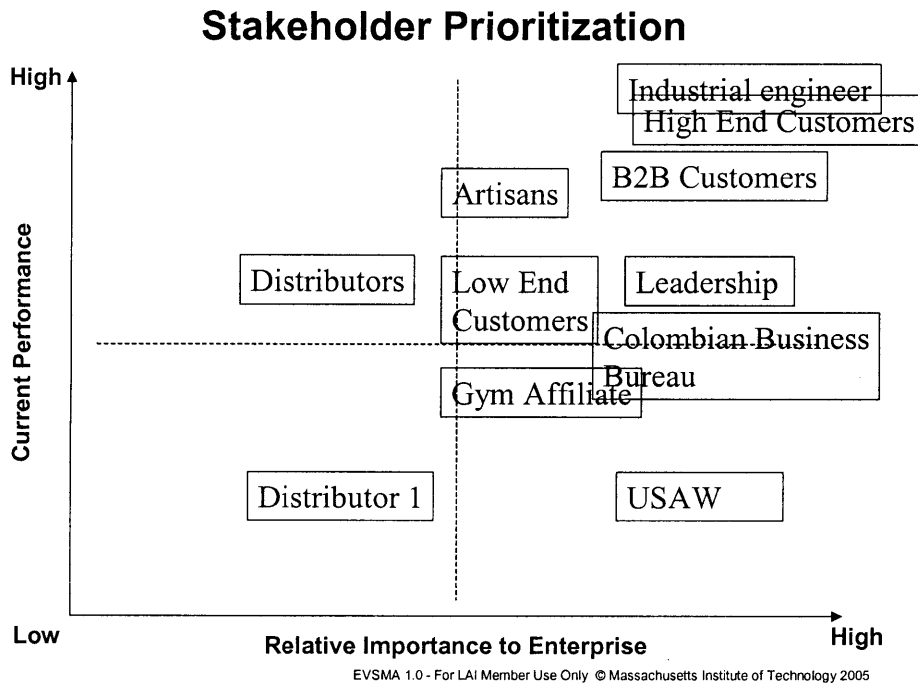 Stakeholder Prioritization
High
Industrial engineer
High End Customers
B2B Customers
Artisans
Distributors
Low End
Customers
Leadership
Colombian Business
Bureau
Gym Affiliate
Distributor 1
USAW
Current Performance
Low
Relative Importance to Enterprise
High
EVSMA 1.0 - For LAI Member Use Only © Massachusetts Institute of Technology 2005